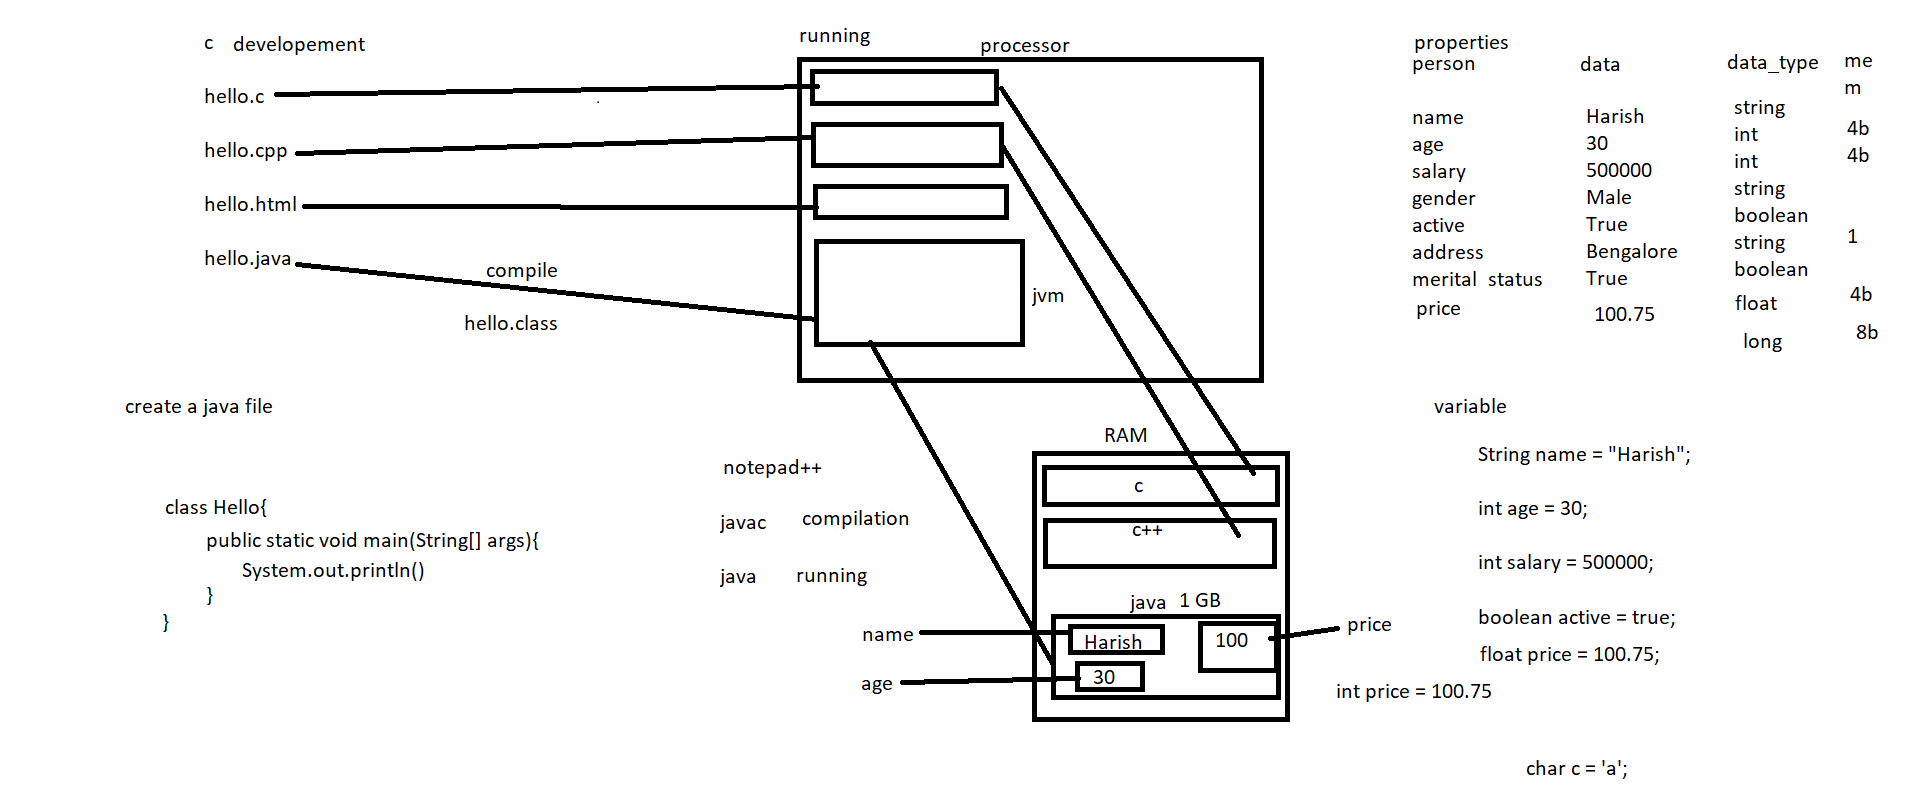 c developement
hello.c
hello.cpp
hello.html
hello.java
compile
hello.class
running
processor
jvm
properties
person data data_type me
m
name Harish string
age 30 int 4b
salary 500000 int 4b
gender Male string
active True boolean
address Bengalore string 1
merital status True boolean
price 100.75 float 4b
long 8b
create a java file
class Hello{
public static void main(String[] args){
System.out.println()
}
}
notepad++
javac compilation
java running
RAM
c
c++
java 1 GB
name Harish 100 price
age 30
variable
String name = "Harish";
int age = 30;
int salary = 500000;
boolean active = true;
float price = 100.75;
int price = 100.75
char c = 'a';